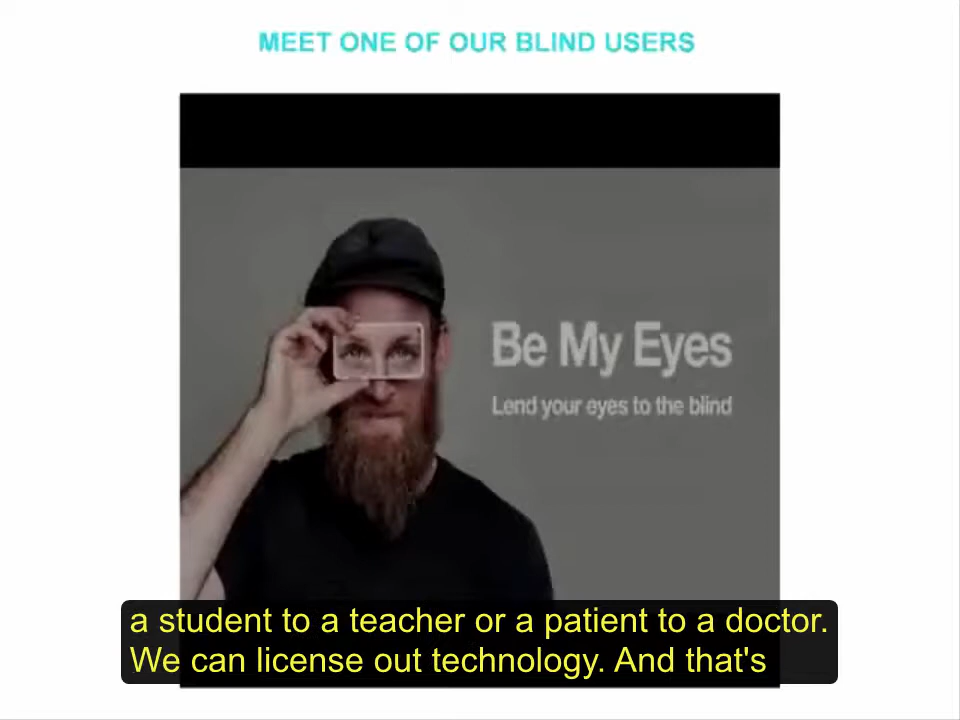 MEET ONE OF OUR BLIND USERS
Be My Eyes
Lend your eyes to the blind
a student to a teacher or a patient to a doctor.
We can license out technology. And that's